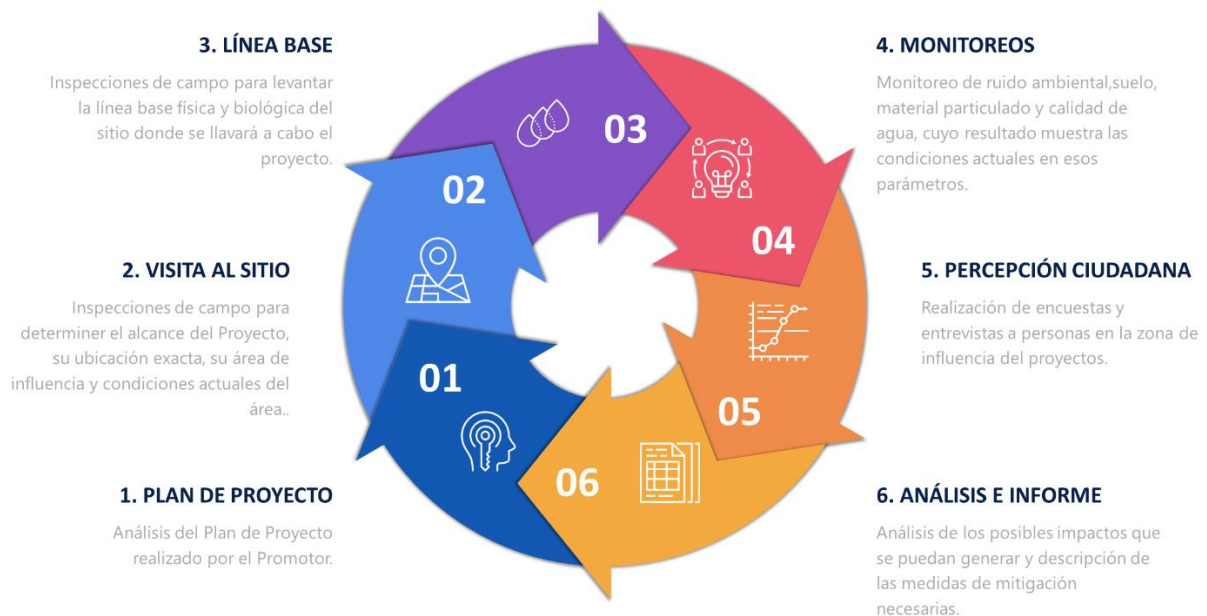 3. LÍNEA BASE
Inspecciones de campo para levantar
la línea base física y biológica del
sitio donde se llavará a cabo el
proyecto.
2. VISITA AL SITIO
Inspecciones de campo para
determiner el alcance del Proyecto,
su ubicación exacta, su área de
influencia y condiciones actuales del
área..
1. PLAN DE PROYECTO
Análisis del Plan de Proyecto
realizado por el Promotor.
03
02
04
01
05
06
4. MONITOREOS
Monitoreo de ruido ambiental,suelo,
material particulado y calidad de
agua, cuyo resultado muestra las
condiciones actuales en esos
parámetros.
5. PERCEPCIÓN CIUDADANA
Realización de encuestas y
entrevistas a personas en la zona de
influencia del proyectos.
6. ANÁLISIS E INFORME
Análisis de los posibles impactos que
se puedan generar y descripción de
las medidas de mitigación
necesarias.